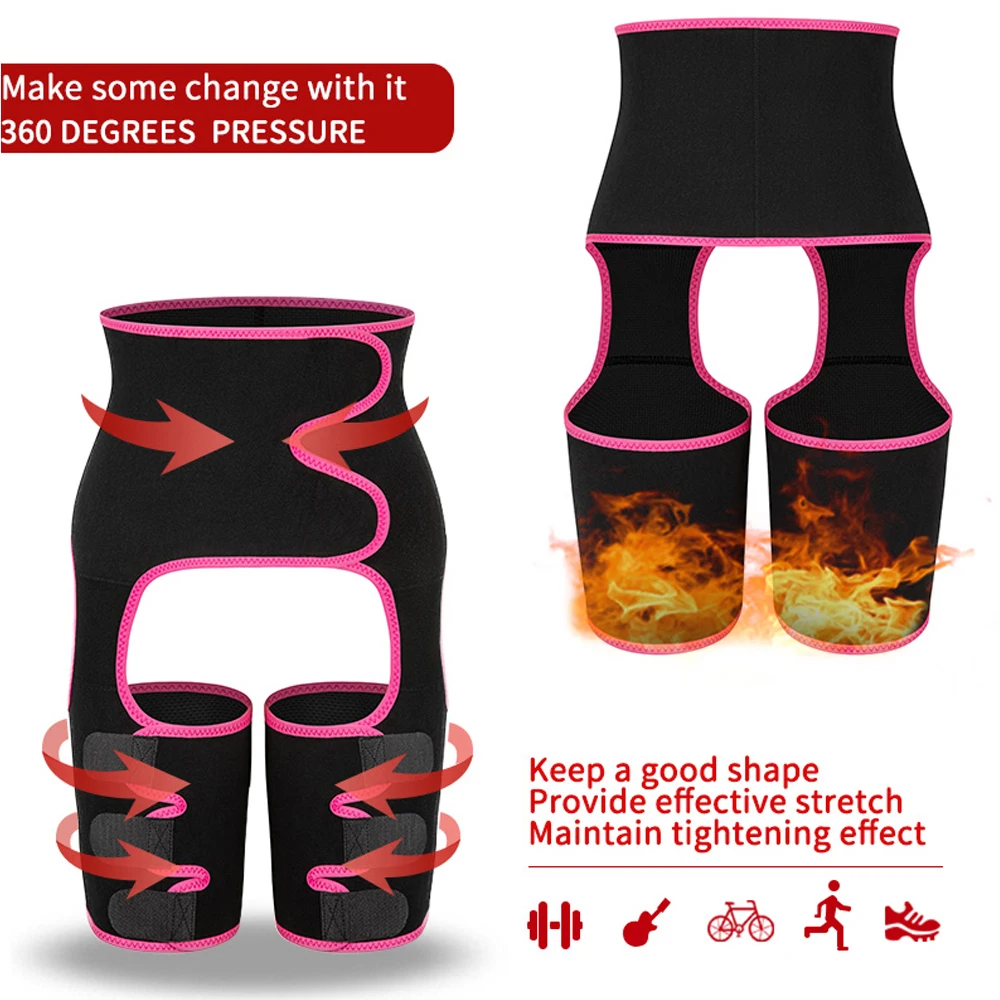 Make some change with it
360 DEGREES PRESSURE
Keep a good shape
Provide effective stretch
Maintain tightening effect